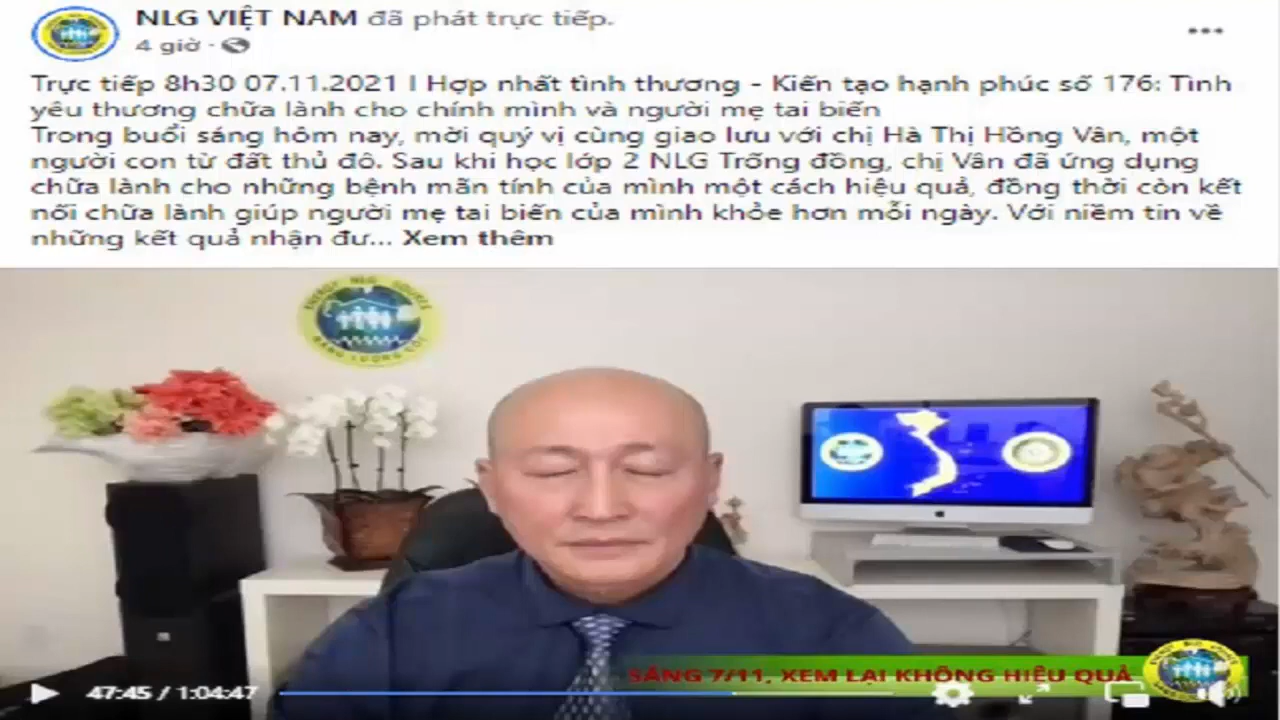 NLG VIỆT NAM đã phát trực tiếp.
4 giờ ·
Trực tiếp 8h30 07.11.2021 I Hợp nhất tình thương - Kiến tạo hạnh phúc số 176: Tình
yêu thương chữa lành cho chính mình và người mẹ tai biến
Trong buổi sáng hôm nay, mời quý vị cùng giao lưu với chị Hà Thị Hồng Vân, một
người con từ đất thủ đô. Sau khi học lớp 2 NLG Trống đồng, chị Vân đã ứng dụng
chữa lành cho những bệnh mãn tính của mình một cách hiệu quả, đồng thời còn kết
nối chữa lành giúp người mẹ tai biến của mình khỏe hơn mỗi ngày. Với niềm tin về
những kết quả nhận đư... Xem thêm
ENERGY NLG SOURCE
NĂNG LƯỢNG GỐC
SÁNG 7/11, XEM LẠI KHÔNG HIỆU QUẢ
47:45 / 1:04:47